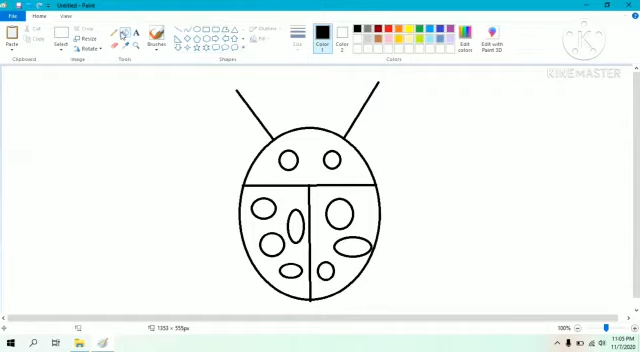 Untitled - Paint
File Home
Paste
Cut
Copy
Clipboard
Select
Crop
Resize
Rotate
Image
A
Tools
Brushes
Outline
Fill
Shapes
Size
Color
1
Color
2
Colors
Edit
colors
Edit with
Paint 3D
K
KINEMASTER
1353 × 555px
100%
11:05 PM
11/7/2020